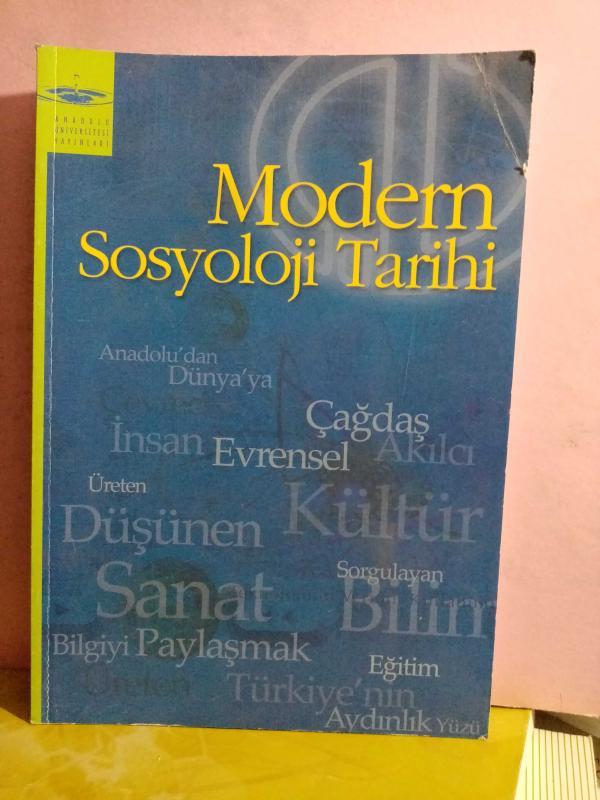 ANADOLU
ÜNİVERSİTESİ
YAYINLARI
Modern
Sosyoloji Tarihi
Anadolu'dan
Dünya'ya
Çağdaş
İnsan Evrensel Akılcı
Üreten
Kültür
Düşünen
Sorgulayan
Sanat
Bilim
Bilgiyi Paylaşmak
Eğitim
Üreten
Türkiye'nin
Aydınlık Yüzü